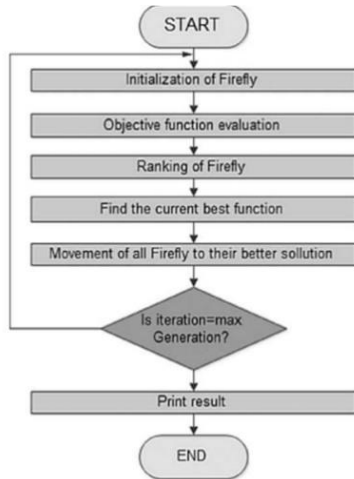 START
Initialization of Firefly
Objective function evaluation
Ranking of Firefly
Find the current best function
Movement of all Firefly to their better sollution
Is iteration=max
Generation?
Print result
END